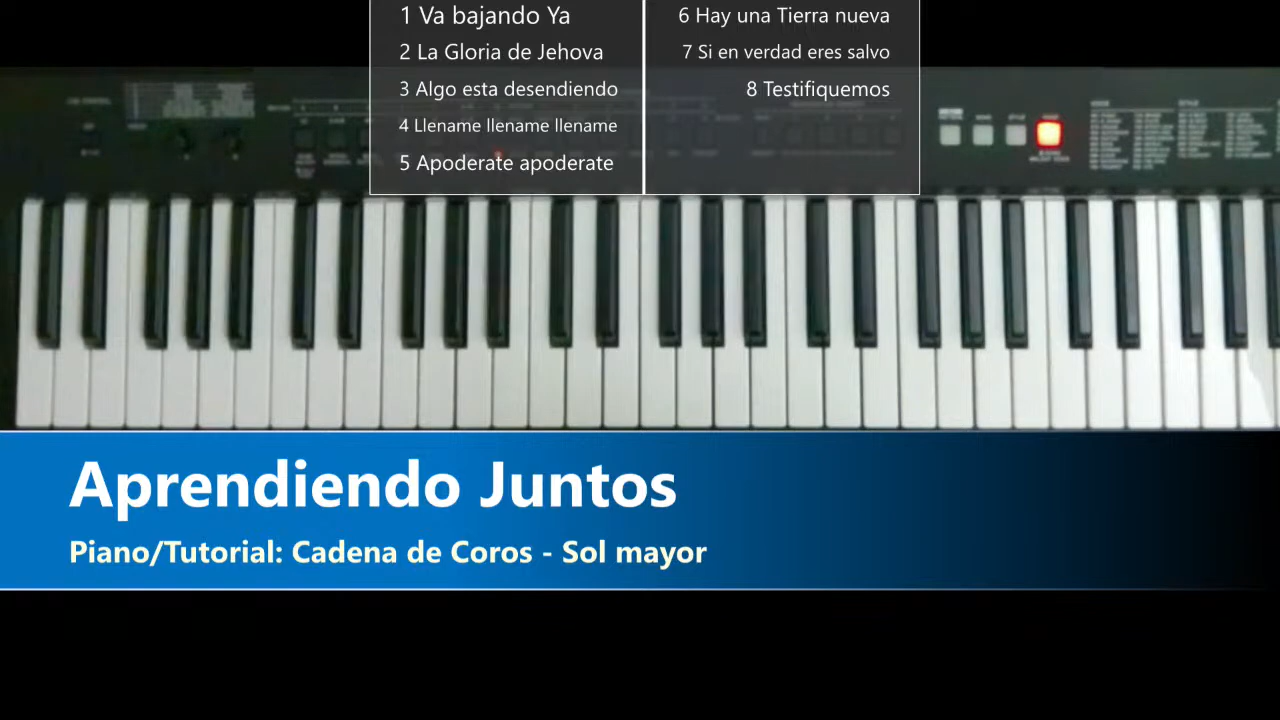 1 Va bajando Ya
2 La Gloria de Jehova
3 Algo esta desendiendo
4 Llename llename llename
5 Apoderate apoderate
6 Hay una Tierra nueva
7 Si en verdad eres salvo
8 Testifiquemos
Aprendiendo Juntos
Piano/Tutorial: Cadena de Coros - Sol mayor